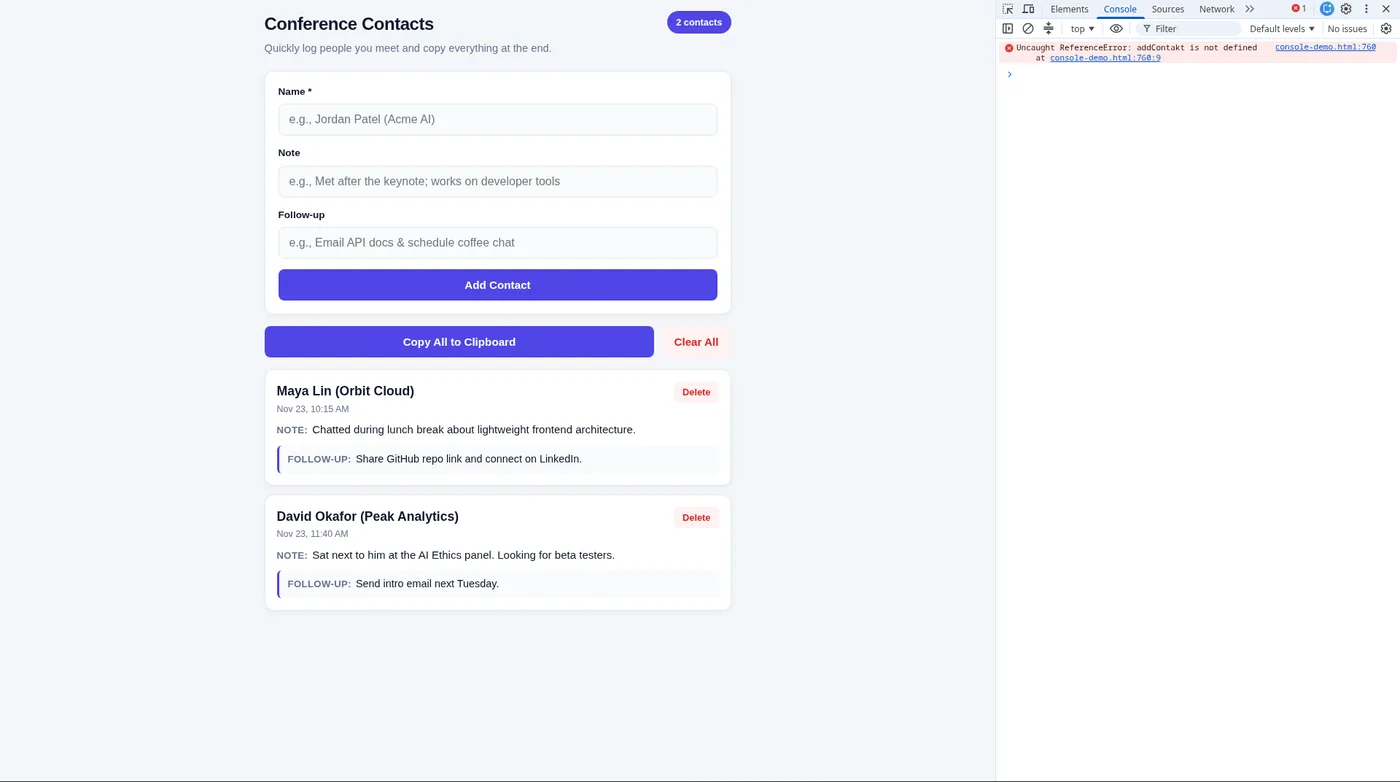 Conference Contacts
2 contacts
Quickly log people you meet and copy everything at the end.
Name *
e.g., Jordan Patel (Acme AI)
Note
e.g., Met after the keynote; works on developer tools
Follow-up
e.g., Email API docs & schedule coffee chat
Add Contact
Copy All to Clipboard
Clear All
Maya Lin (Orbit Cloud)
Delete
Nov 23, 10:15 AM
NOTE: Chatted during lunch break about lightweight frontend architecture.
FOLLOW-UP: Share GitHub repo link and connect on LinkedIn.
David Okafor (Peak Analytics)
Delete
Nov 23, 11:40 AM
NOTE: Sat next to him at the AI Ethics panel. Looking for beta testers.
FOLLOW-UP: Send intro email next Tuesday.
Elements Console Sources Network 1
top Filter Default levels No issues
Uncaught ReferenceError: addContakt is not defined console-demo.html:760
at console-demo.html:760:9